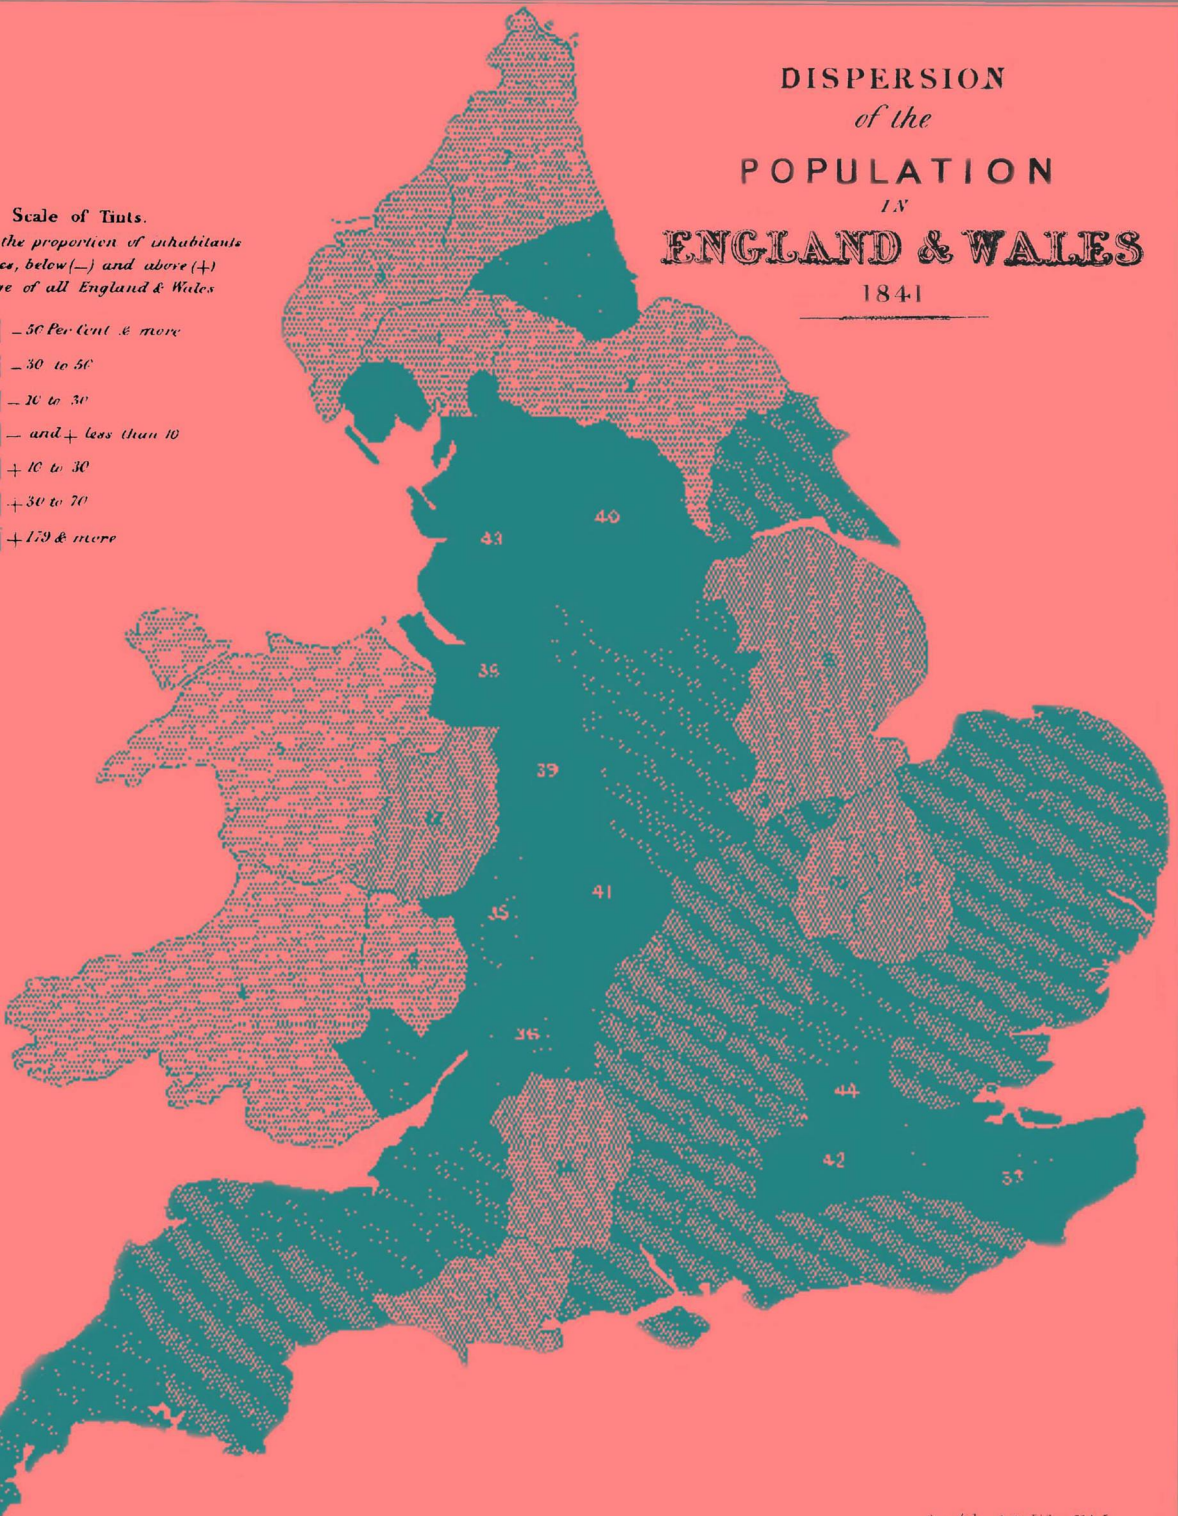 DISPERSION
of the
POPULATION
IN
ENGLAND & WALES
1841
Scale of Tints.
the proportion of inhabitants
below (—) and above (+)
of all England & Wales
— 50 Per Cent & more
— 30 to 50
— 10 to 30
— and + less than 10
+ 10 to 30
+ 30 to 70
+ 179 & more
40
43
38
39
41
35
36
44
42
33